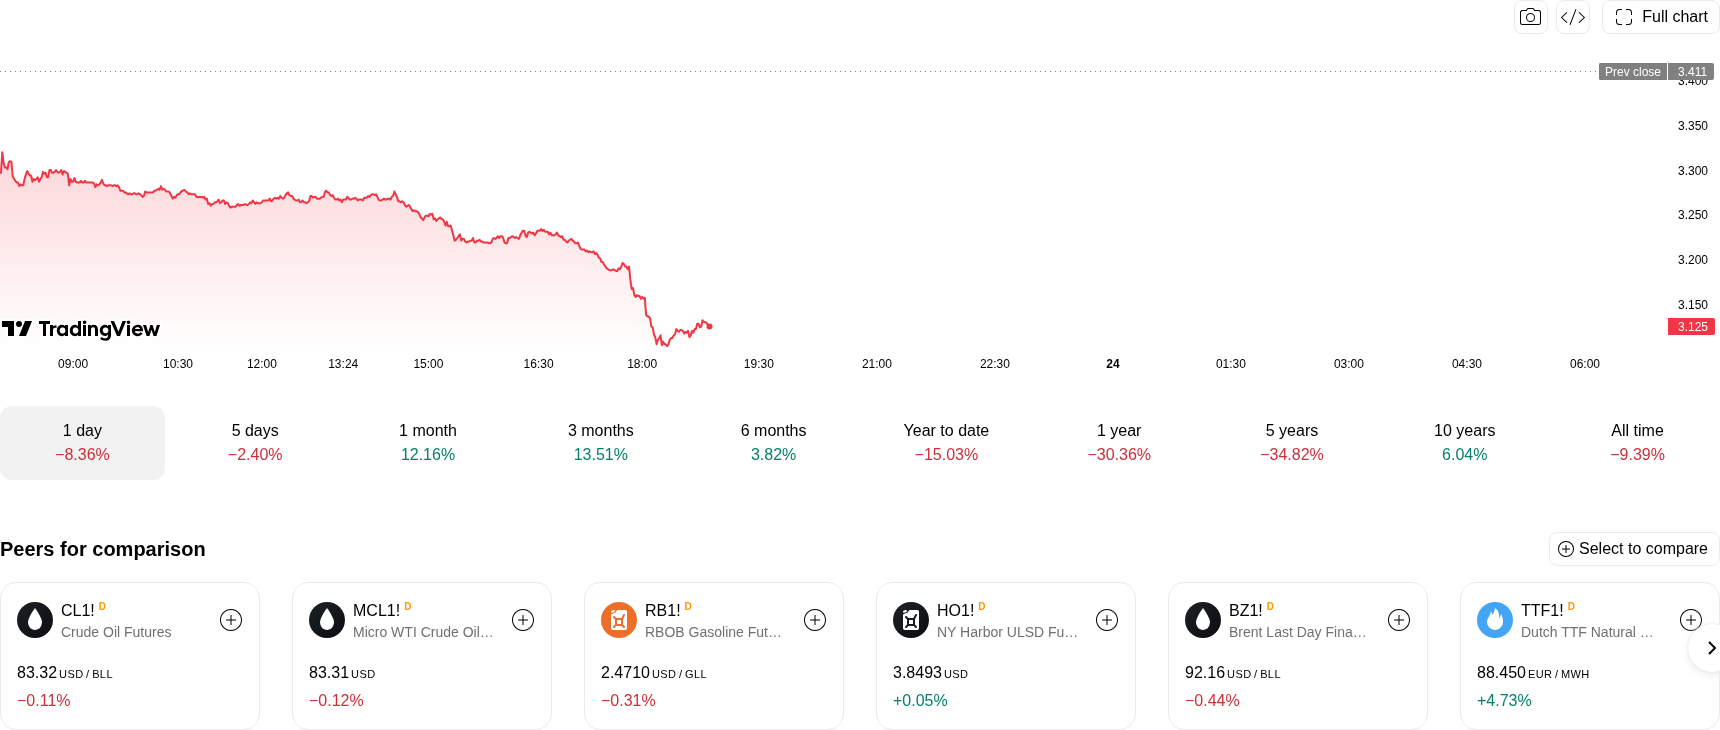 Full chart
Prev close 3.411
3.400
3.350
3.300
3.250
3.200
3.150
3.125
TradingView
09:00 10:30 12:00 13:24 15:00 16:30 18:00 19:30 21:00 22:30 24 01:30 03:00 04:30 06:00
1 day 5 days 1 month 3 months 6 months Year to date 1 year 5 years 10 years All time
−8.36% −2.40% 12.16% 13.51% 3.82% −15.03% −30.36% −34.82% 6.04% −9.39%
Peers for comparison
Select to compare
CL1! D
Crude Oil Futures
83.32 USD / BLL
−0.11%
MCL1! D
Micro WTI Crude Oil…
83.31 USD
−0.12%
RB1! D
RBOB Gasoline Fut…
2.4710 USD / GLL
−0.31%
HO1! D
NY Harbor ULSD Fu…
3.8493 USD
+0.05%
BZ1! D
Brent Last Day Fina…
92.16 USD / BLL
−0.44%
TTF1! D
Dutch TTF Natural …
88.450 EUR / MWH
+4.73%